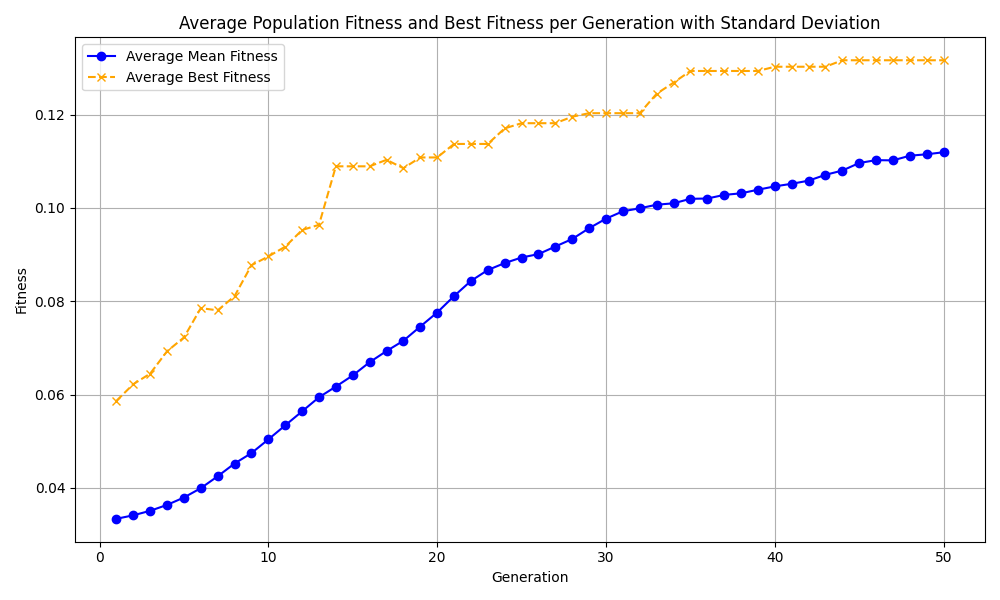 Average Population Fitness and Best Fitness per Generation with Standard Deviation
Average Mean Fitness
Average Best Fitness
0.12
0.10
0.08
0.06
0.04
Fitness
0 10 20 30 40 50
Generation